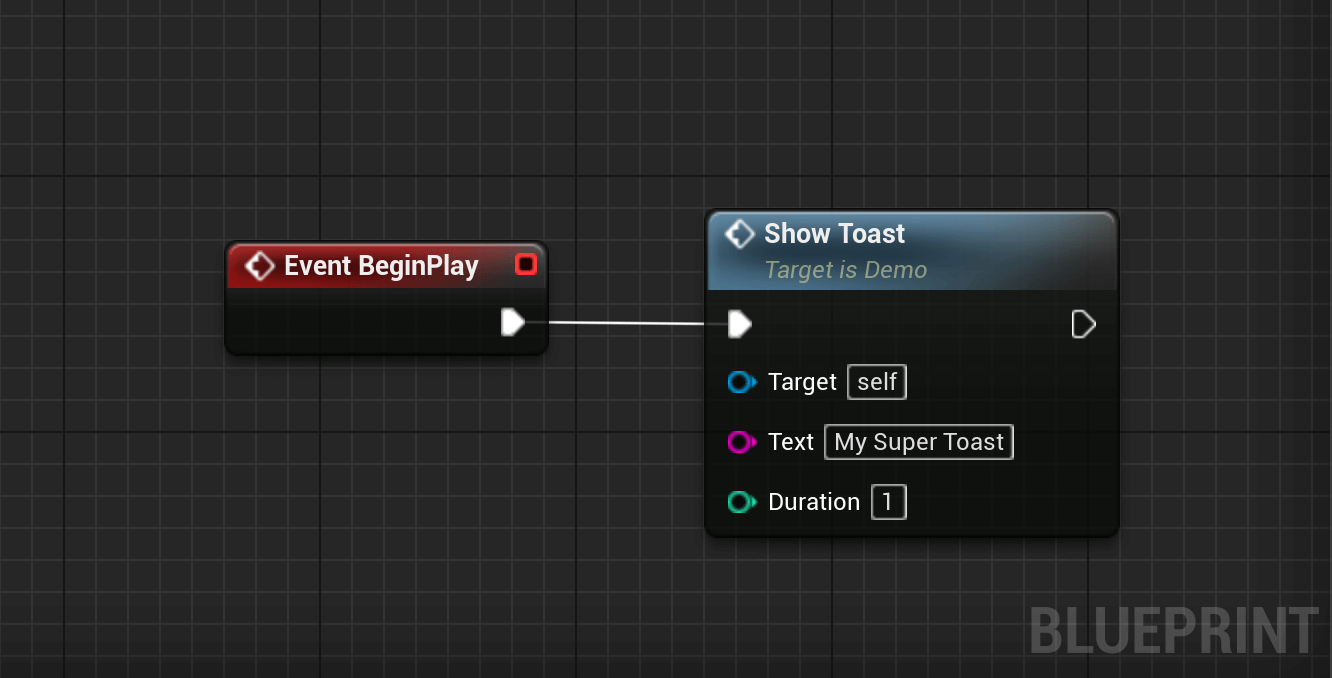 Event BeginPlay
Show Toast
Target is Demo
Target self
Text My Super Toast
Duration 1
BLUEPRINT